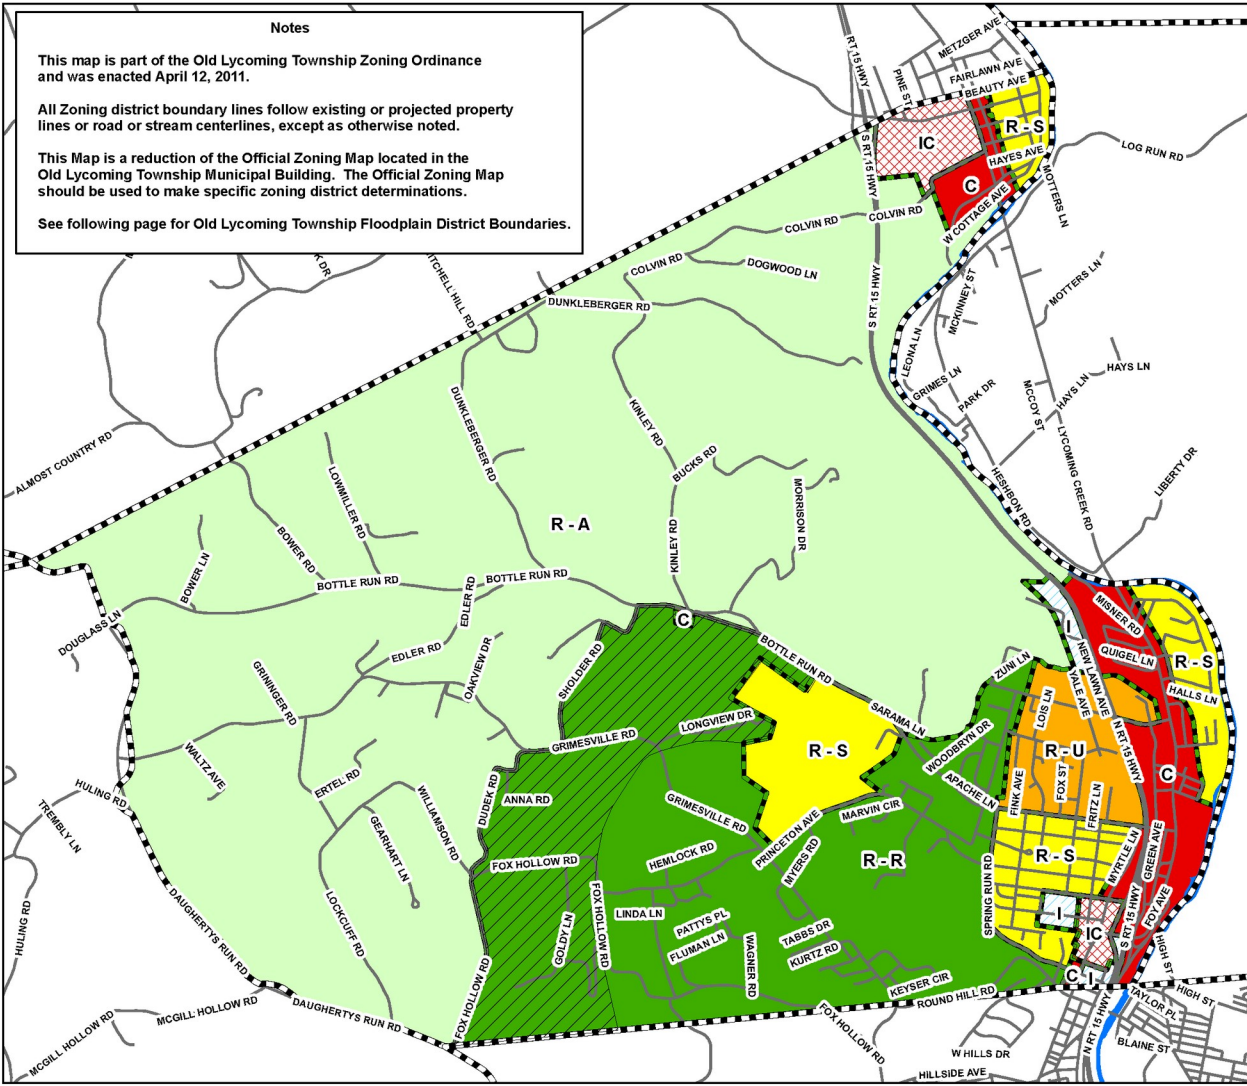 Notes
This map is part of the Old Lycoming Township Zoning Ordinance
and was enacted April 12, 2011.
All Zoning district boundary lines follow existing or projected property
lines or road or stream centerlines, except as otherwise noted.
This Map is a reduction of the Official Zoning Map located in the
Old Lycoming Township Municipal Building.  The Official Zoning Map
should be used to make specific zoning district determinations.
See following page for Old Lycoming Township Floodplain District Boundaries.
RT 15 HWY
METZGER AVE
PINE ST
FAIRLAWN AVE
BEAUTY AVE
R - S
IC
S RT 15 HWY
HAYES AVE
LOG RUN RD
C
MOTTERS LN
COLVIN RD
COLVIN RD
W COTTAGE AVE
COLVIN RD
DOGWOOD LN
K DR
ITCHELL HILL RD
DUNKLEBERGER RD
S RT 15 HWY
MCKINNEY ST
MOTTERS LN
LEONA LN
GRIMES LN
PARK DR
HAYS LN
HAYS LN
MCCOY ST
DUNKLEBERGER RD
KINLEY RD
BUCKS RD
ALMOST COUNTRY RD
LOWMILLER RD
MORRISON DR
HESHBON RD
LYCOMING CREEK RD
LIBERTY DR
R - A
BOWER RD
KINLEY RD
BOWER LN
BOTTLE RUN RD
BOTTLE RUN RD
EDLER RD
DOUGLASS LN
C
MISNER RD
I
EDLER RD
OAKVIEW DR
SHOLDER RD
BOTTLE RUN RD
ZUNI LN
NEW LAWN AVE
QUIGEL LN
R - S
GRININGER RD
YALE AVE
HALLS LN
LOIS LN
SARAMA LN
LONGVIEW DR
GRIMESVILLE RD
WOODBRYN DR
N RT 15 HWY
R - S
R - U
WALTZ AVE
C
ERTEL RD
HULING RD
DUDEK RD
ANNA RD
APACHE LN
FINK AVE
FOX ST
FRITZ LN
TREMBLY LN
GEARHART LN
WILLIAMSON RD
GRIMESVILLE RD
MARVIN CIR
PRINCETON AVE
R - S
MYRTLE LN
GREEN AVE
FOX HOLLOW RD
HEMLOCK RD
MYERS RD
R - R
SPRING RUN RD
HULING RD
DAUGHERTYS RUN RD
LOCKCUFF RD
GOLDY LN
FOX HOLLOW RD
LINDA LN
PATTYS PL
FLUMAN LN
WAGNER RD
TABBS DR
KURTZ RD
I
IC
S RT 15 HWY
FOY AVE
HIGH ST
FOX HOLLOW RD
KEYSER CIR
C
I
ROUND HILL RD
MCGILL HOLLOW RD
DAUGHERTYS RUN RD
MCGILL HOLLOW RD
FOX HOLLOW RD
N RT 15 HWY
TAYLOR PL
HIGH ST
BLAINE ST
W HILLS DR
HILLSIDE AVE